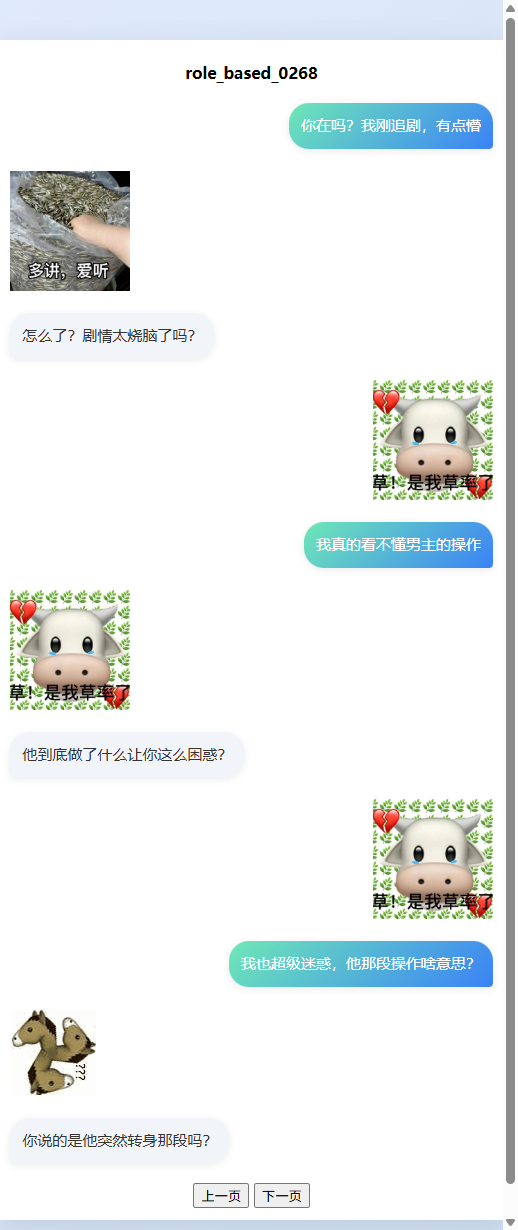 role_based_0268
你在吗？我刚追剧，有点懵
多讲，爱听
怎么了？剧情太烧脑了吗？
草！是我草率了
我真的看不懂男主的操作
草！是我草率了
他到底做了什么让你这么困惑？
草！是我草率了
我也超级迷惑，他那段操作啥意思？
???
你说的是他突然转身那段吗？
上一页 下一页